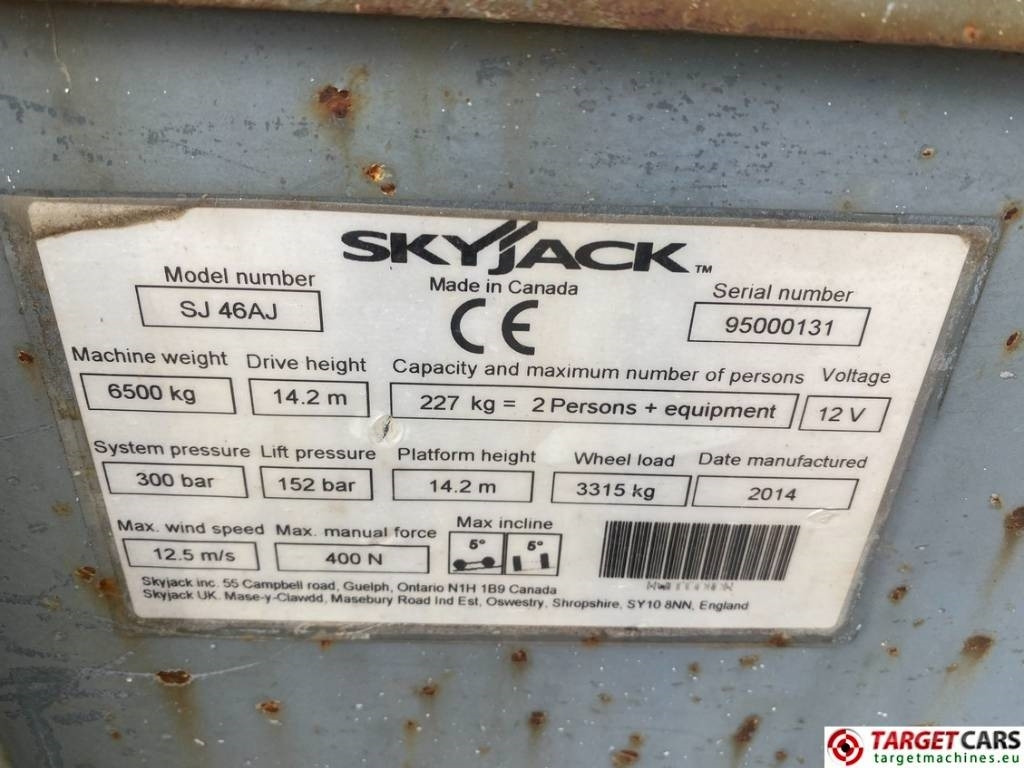 SKYJACK™
Made in Canada
CE
Model number
SJ 46AJ
Serial number
95000131
Machine weight
6500 kg
Drive height
14.2 m
Capacity and maximum number of persons
227 kg = 2 Persons + equipment
Voltage
12 V
System pressure
300 bar
Lift pressure
152 bar
Platform height
14.2 m
Wheel load
3315 kg
Date manufactured
2014
Max. wind speed
12.5 m/s
Max. manual force
400 N
Max incline
5° 5°
Skyjack inc. 55 Campbell road, Guelph, Ontario N1H 1B9 Canada
Skyjack UK. Mase-y-Clawdd, Masebury Road Ind Est, Oswestry, Shropshire, SY10 8NN, England
TARGETCARS
targetmachines.eu